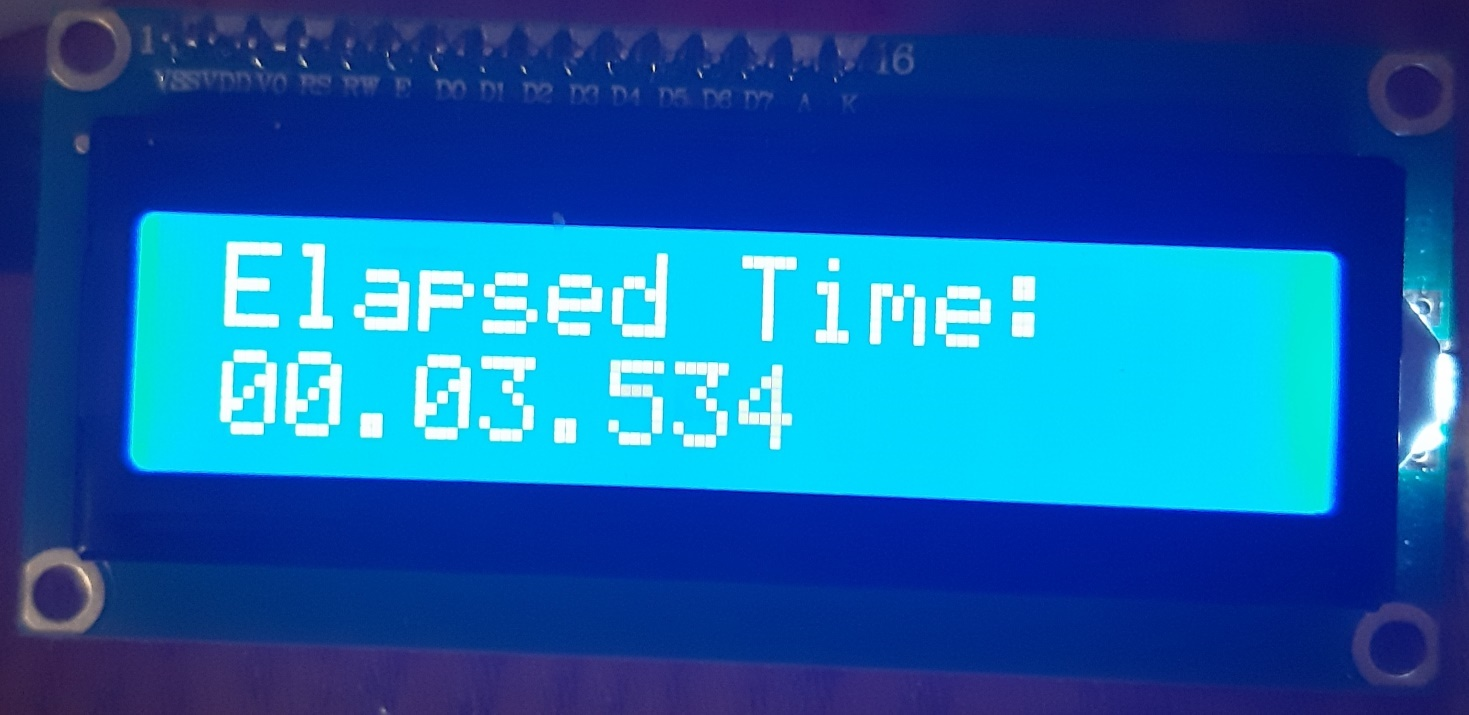 1 16
VSS VDD V0 RS RW E D0 D1 D2 D3 D4 D5 D6 D7 A K
Elapsed Time:
00.03.534